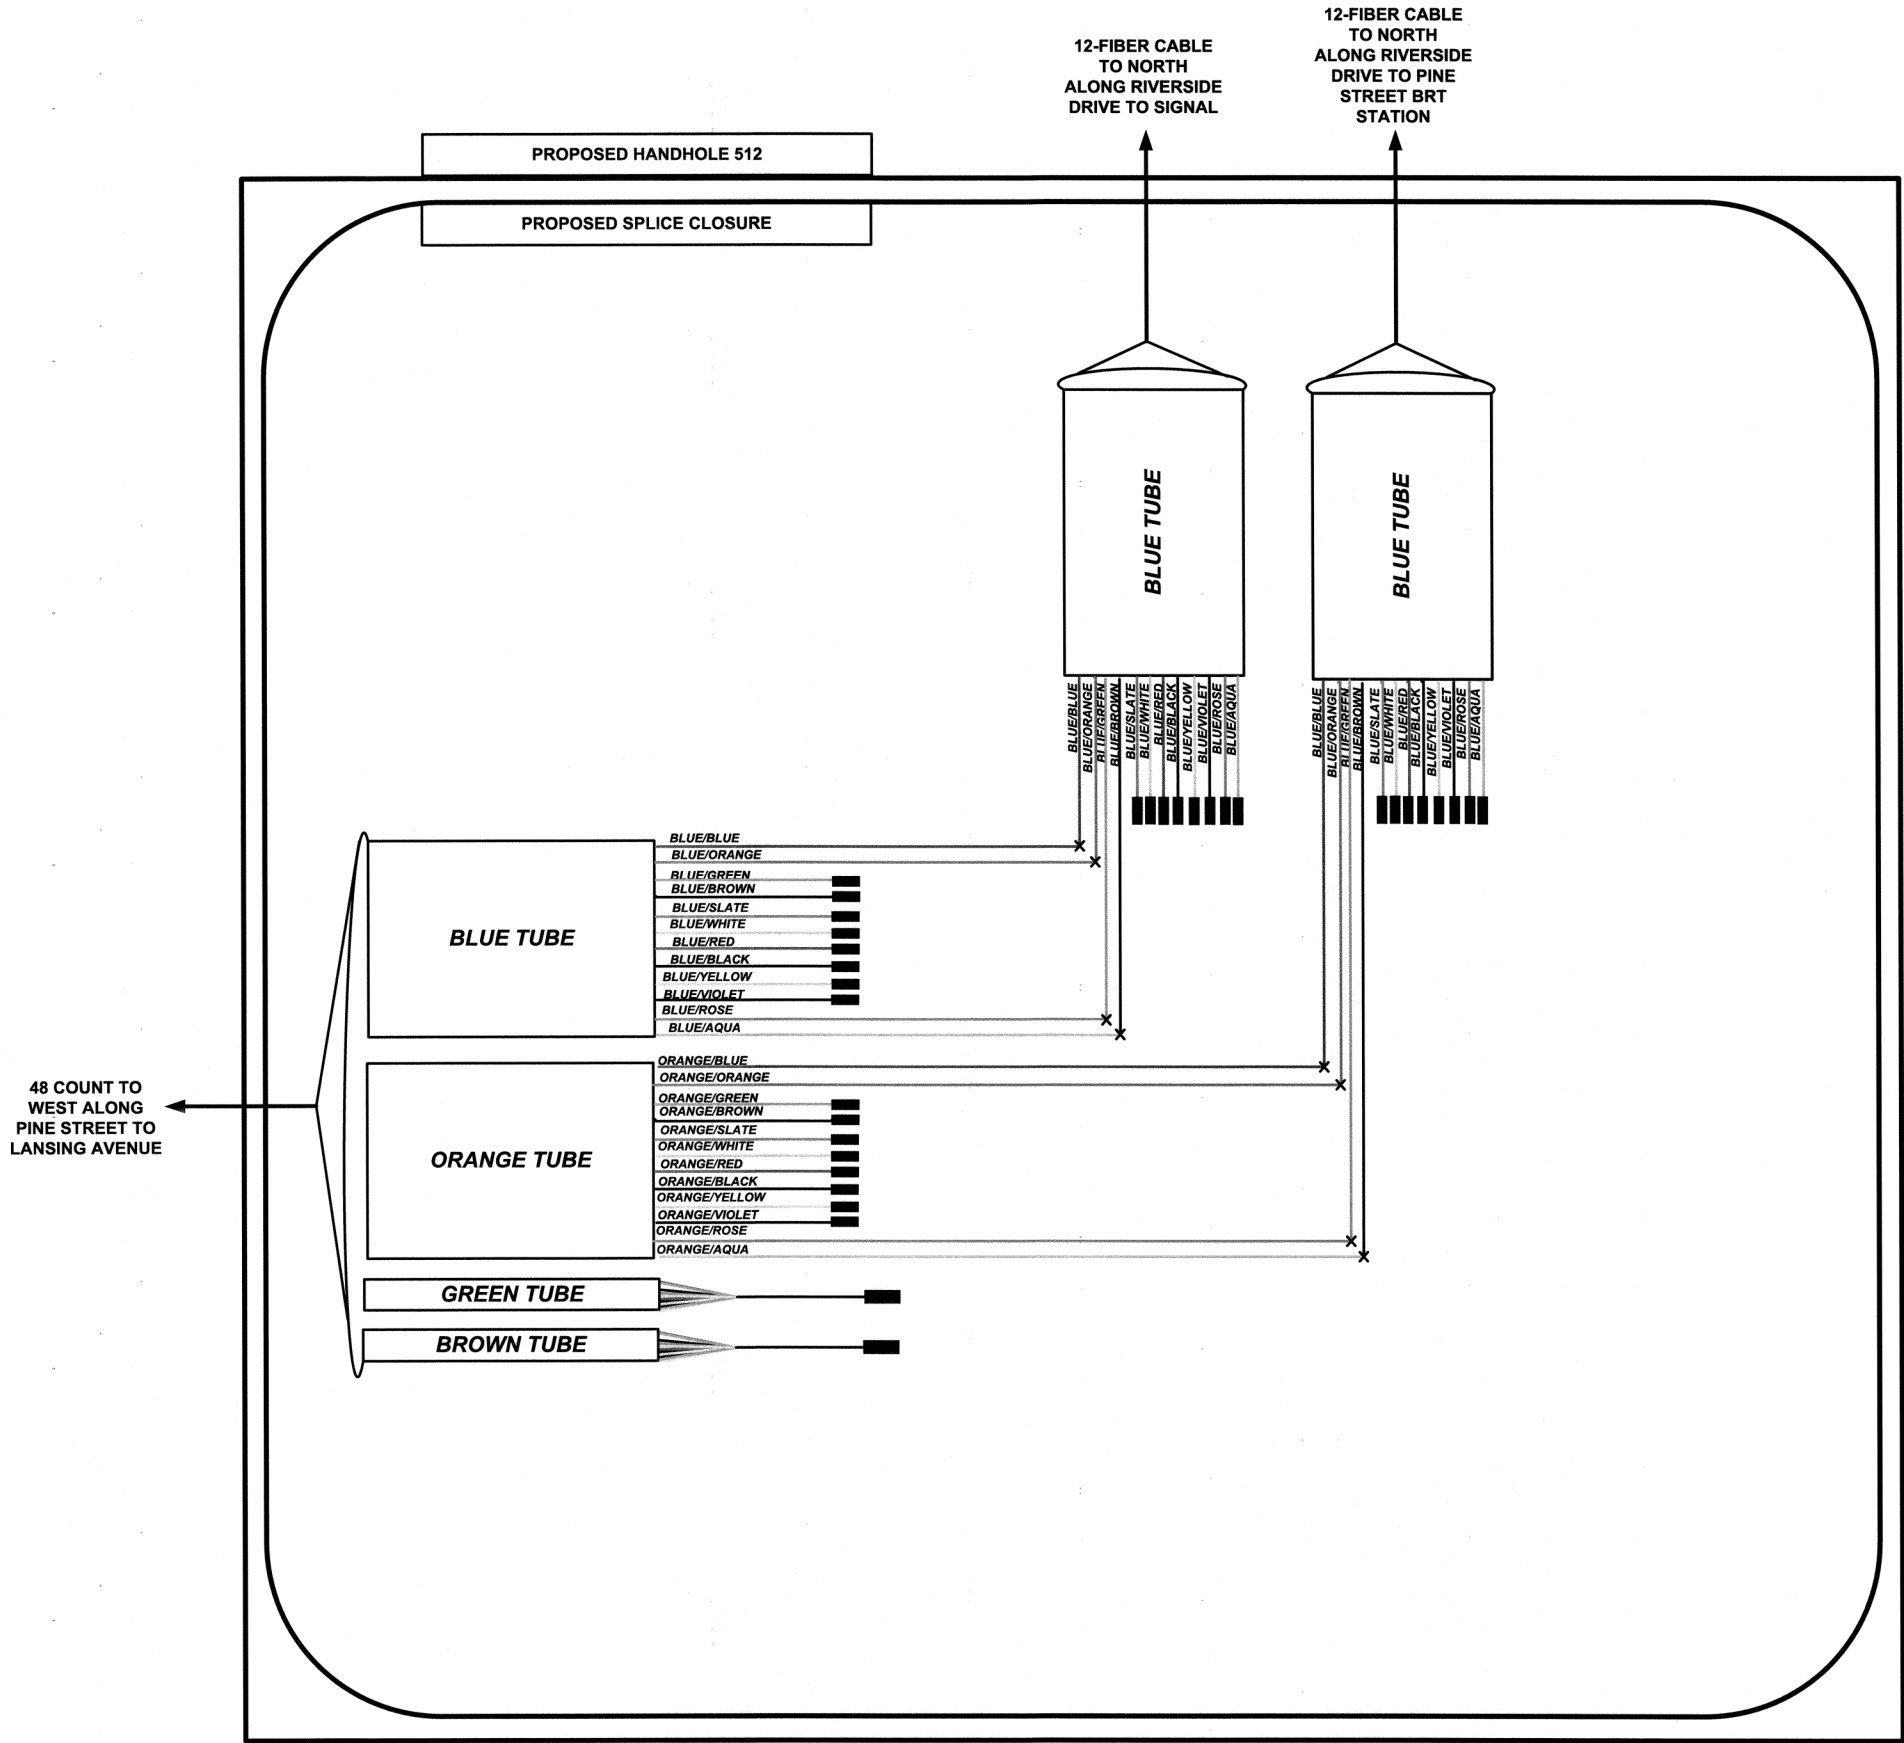 12-FIBER CABLE
TO NORTH
ALONG RIVERSIDE
DRIVE TO SIGNAL
12-FIBER CABLE
TO NORTH
ALONG RIVERSIDE
DRIVE TO PINE
STREET BRT
STATION
PROPOSED HANDHOLE 512
PROPOSED SPLICE CLOSURE
BLUE TUBE
BLUE/BLUE
BLUE/ORANGE
BLUE/GREEN
BLUE/BROWN
BLUE/SLATE
BLUE/WHITE
BLUE/RED
BLUE/BLACK
BLUE/YELLOW
BLUE/VIOLET
BLUE/ROSE
BLUE/AQUA
BLUE TUBE
BLUE/BLUE
BLUE/ORANGE
BLUE/GREEN
BLUE/BROWN
BLUE/SLATE
BLUE/WHITE
BLUE/RED
BLUE/BLACK
BLUE/YELLOW
BLUE/VIOLET
BLUE/ROSE
BLUE/AQUA
BLUE TUBE
BLUE/BLUE
BLUE/ORANGE
BLUE/GREEN
BLUE/BROWN
BLUE/SLATE
BLUE/WHITE
BLUE/RED
BLUE/BLACK
BLUE/YELLOW
BLUE/VIOLET
BLUE/ROSE
BLUE/AQUA
48 COUNT TO
WEST ALONG
PINE STREET TO
LANSING AVENUE
ORANGE TUBE
ORANGE/BLUE
ORANGE/ORANGE
ORANGE/GREEN
ORANGE/BROWN
ORANGE/SLATE
ORANGE/WHITE
ORANGE/RED
ORANGE/BLACK
ORANGE/YELLOW
ORANGE/VIOLET
ORANGE/ROSE
ORANGE/AQUA
GREEN TUBE
BROWN TUBE